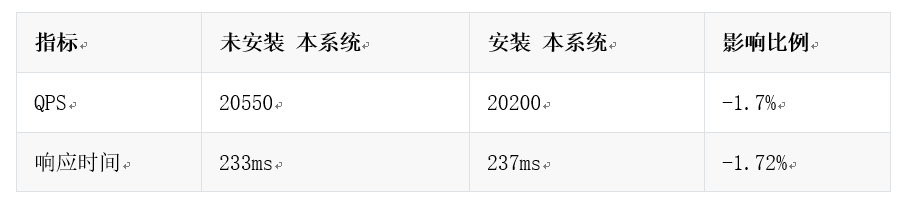 指标 未安装 本系统 安装 本系统 影响比例
QPS 20550 20200 -1.7%
响应时间 233ms 237ms -1.72%